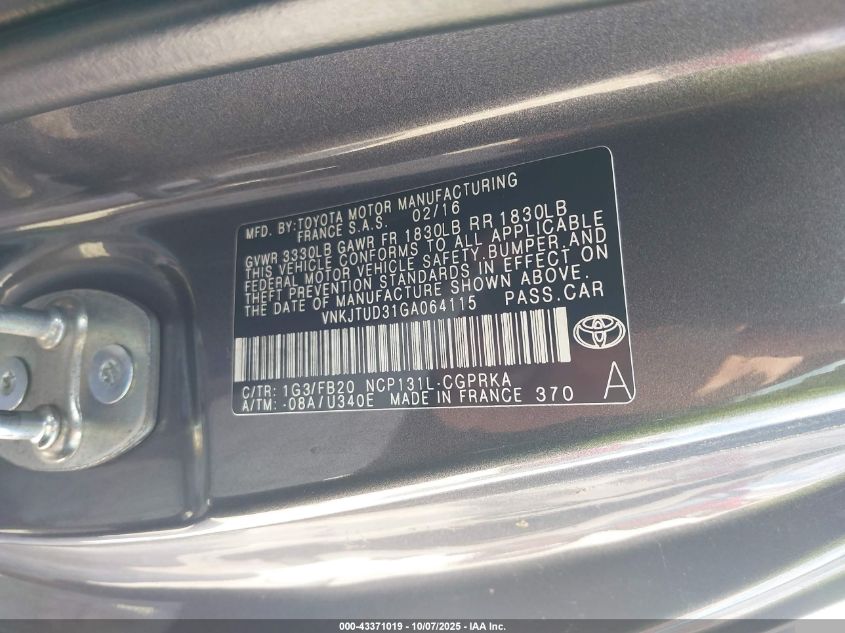 MFD. BY:TOYOTA MOTOR MANUFACTURING
FRANCE S.A.S. 02/16
GVWR 3330LB GAWR FR 1830LB RR 1830LB
THIS VEHICLE CONFORMS TO ALL APPLICABLE
FEDERAL MOTOR VEHICLE SAFETY,BUMPER,AND
THEFT PREVENTION STANDARDS IN EFFECT ON
THE DATE OF MANUFACTURE SHOWN ABOVE.
VNKJTUD31GA064115 PASS.CAR
C/TR: 1G3/FB20 NCP131L-CGPRKA
A/TM: -08A/U340E MADE IN FRANCE 370 A
000-43371019 - 10/07/2025 - IAA Inc.